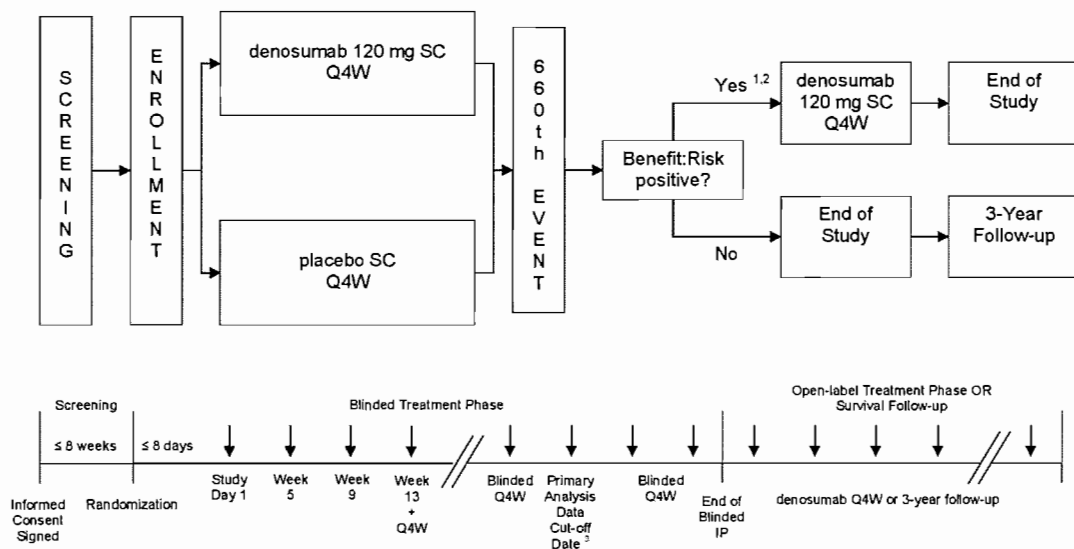 SCREENING
ENROLLMENT
denosumab 120 mg SC
Q4W
placebo SC
Q4W
660th EVENT
Benefit:Risk
positive?
Yes 1,2
No
denosumab
120 mg SC
Q4W
End of
Study
End of
Study
3-Year
Follow-up
Screening
Blinded Treatment Phase
Open-label Treatment Phase OR
Survival Follow-up
≤ 8 weeks
≤ 8 days
Informed
Consent
Signed
Randomization
Study
Day 1
Week
5
Week
9
Week
13
+
Q4W
Blinded
Q4W
Primary
Analysis
Data
Cut-off
Date 3
Blinded
Q4W
End of
Blinded
IP
denosumab Q4W or 3-year follow-up